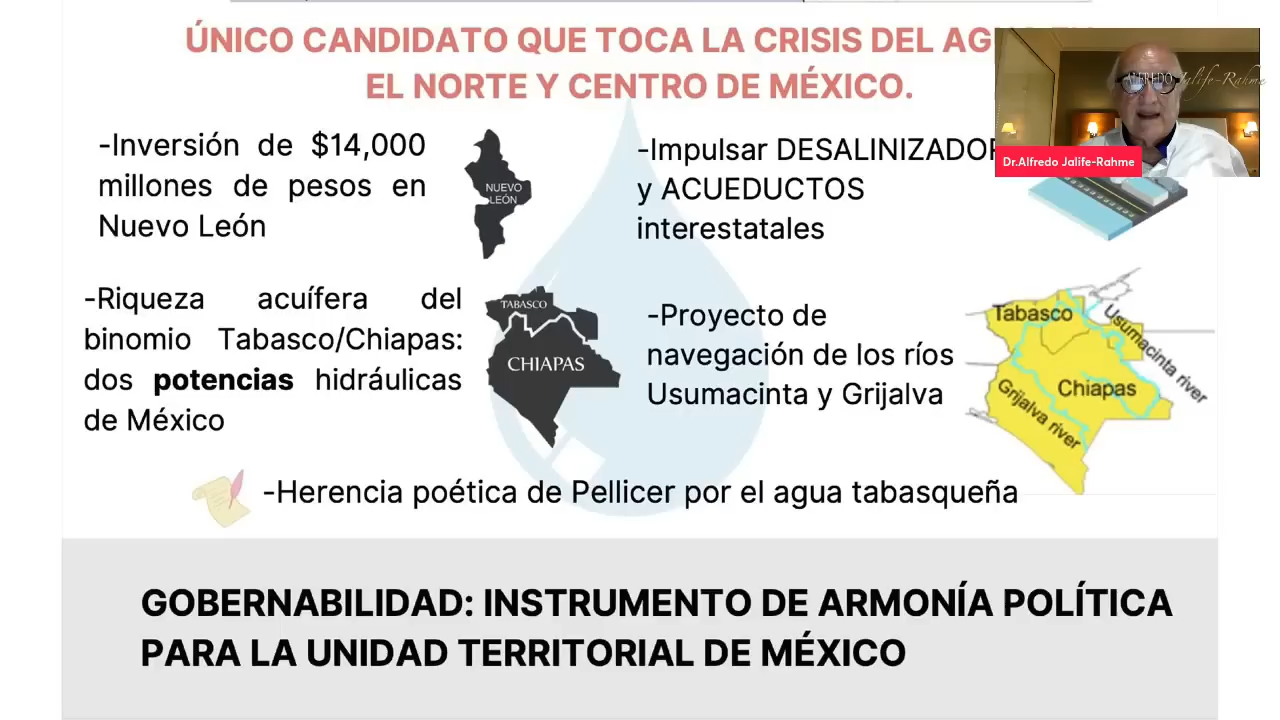 ÚNICO CANDIDATO QUE TOCA LA CRISIS DEL
EL NORTE Y CENTRO DE MÉXICO.
-Inversión de $14,000
millones de pesos en
Nuevo León
NUEVO
LEÓN
-Impulsar
y ACUEDUCTOS
interestatales
ALFREDO Jalife-Rahme
Dr.Alfredo Jalife-Rahme
-Riqueza acuífera del
binomio Tabasco/Chiapas:
dos potencias hidráulicas
de México
TABASCO
CHIAPAS
-Proyecto de
navegación de los ríos
Usumacinta y Grijalva
Tabasco
Usumacinta river
Chiapas
Grijalva river
-Herencia poética de Pellicer por el agua tabasqueña
GOBERNABILIDAD: INSTRUMENTO DE ARMONÍA POLÍTICA
PARA LA UNIDAD TERRITORIAL DE MÉXICO